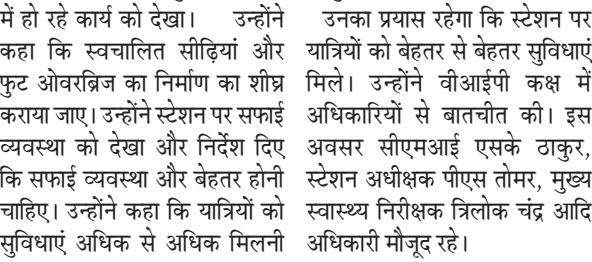 में हो रहे कार्य को देखा। उन्होंने
कहा कि स्वचालित सीढ़ियां और
फुट ओवरब्रिज का निर्माण का शीघ्र
कराया जाए। उन्होंने स्टेशन पर सफाई
व्यवस्था को देखा और निर्देश दिए
कि सफाई व्यवस्था और बेहतर होनी
चाहिए। उन्होंने कहा कि यात्रियों को
सुविधाएं अधिक से अधिक मिलनी
उनका प्रयास रहेगा कि स्टेशन पर
यात्रियों को बेहतर से बेहतर सुविधाएं
मिले। उन्होंने वीआईपी कक्ष में
अधिकारियों से बातचीत की। इस
अवसर सीएमआई एसके ठाकुर,
स्टेशन अधीक्षक पीएस तोमर, मुख्य
स्वास्थ्य निरीक्षक त्रिलोक चंद्र आदि
अधिकारी मौजूद रहे।